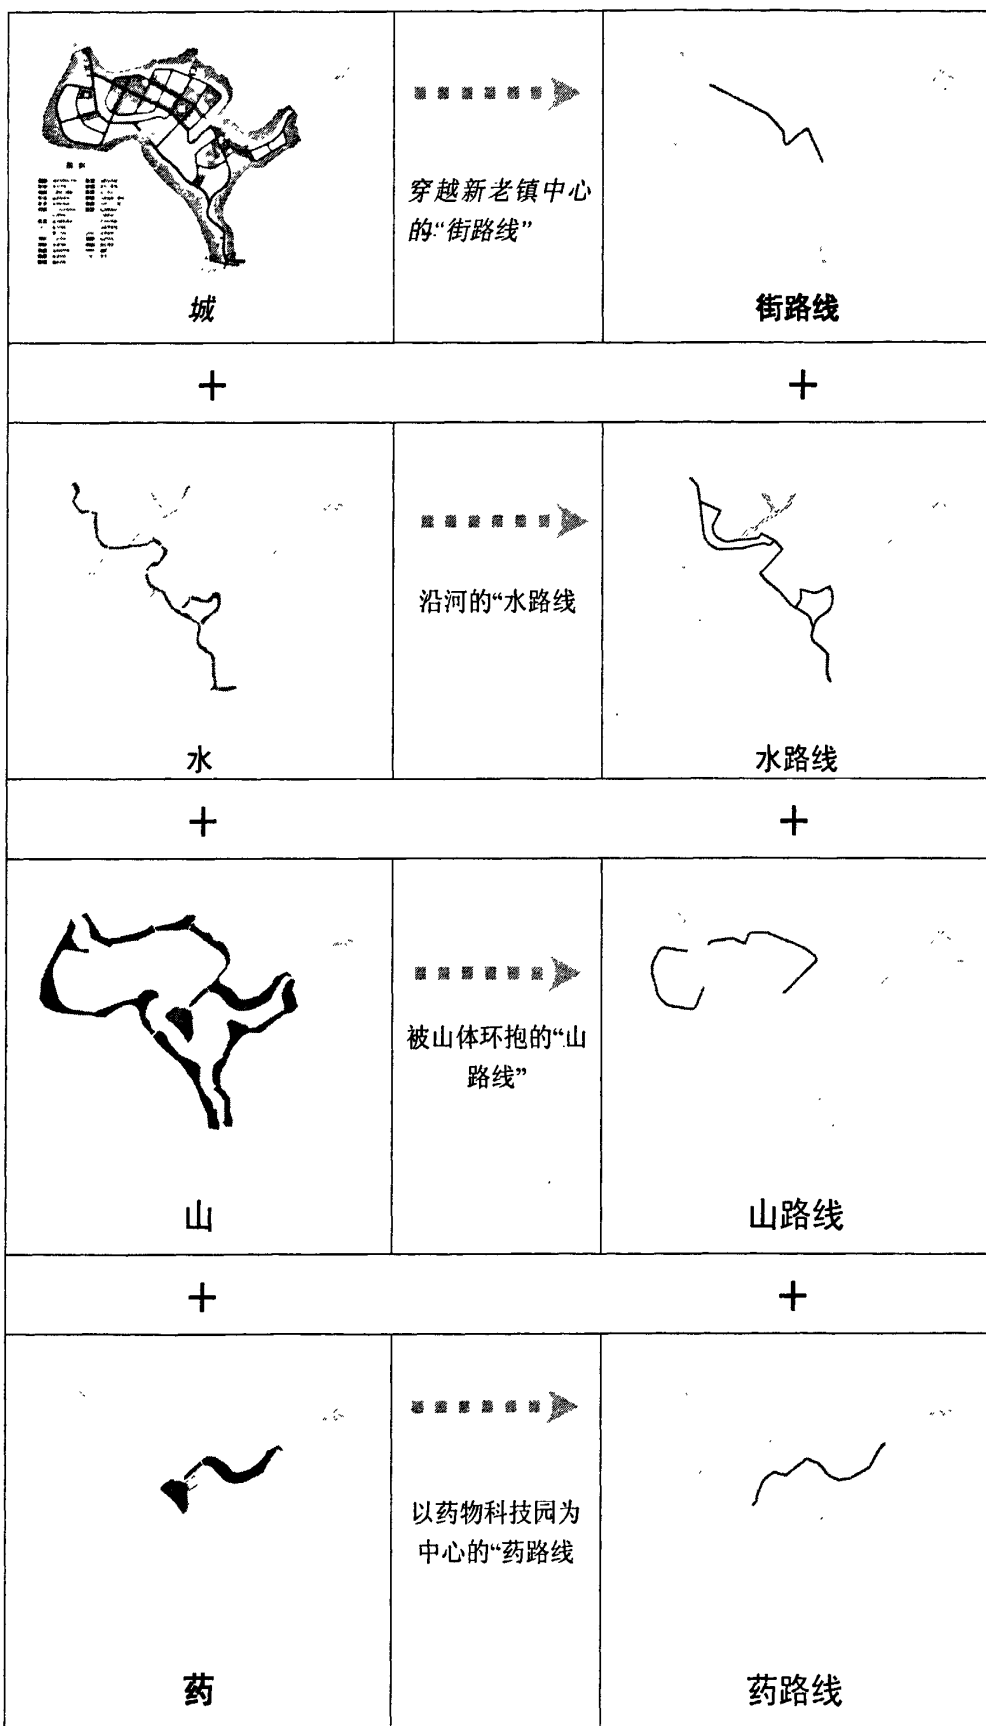 穿越新老镇中心
的“街路线”
城
街路线
+
+
沿河的“水路线
水
水路线
+
+
被山体环抱的“山
路线”
山
山路线
+
+
以药物科技园为
中心的“药路线
药
药路线